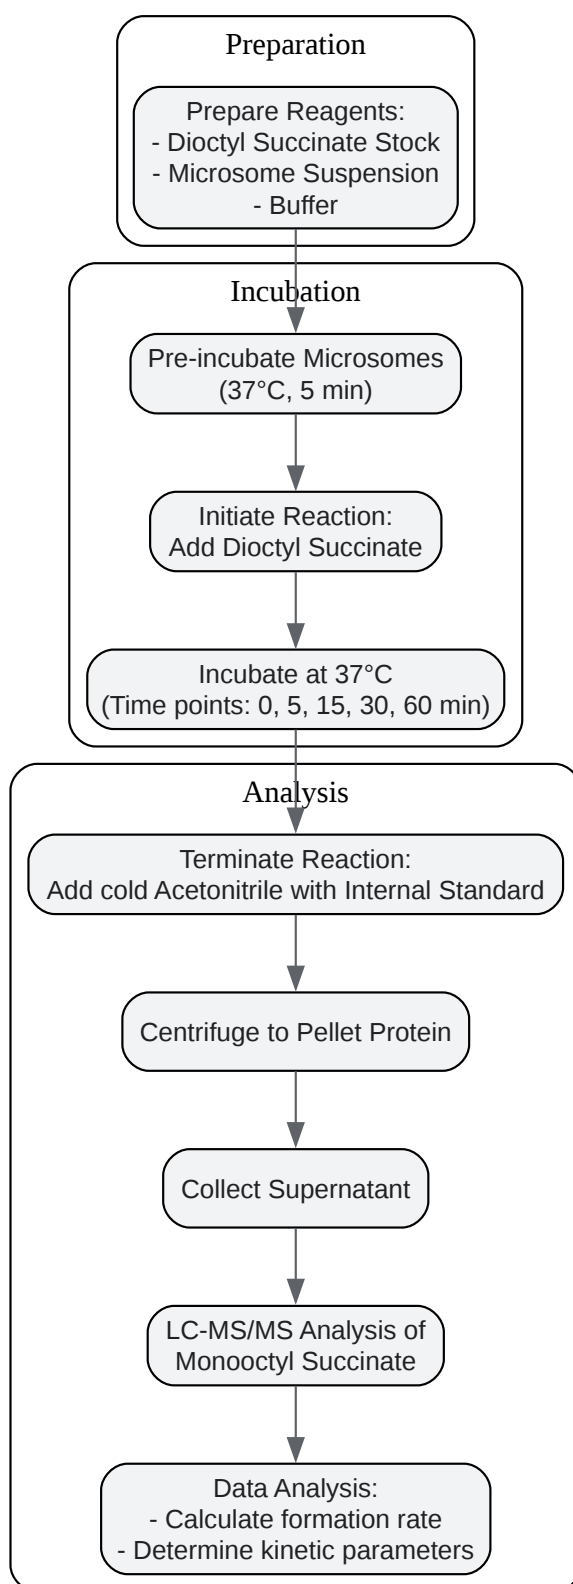 Preparation
Prepare Reagents:
- Dioctyl Succinate Stock
- Microsome Suspension
- Buffer
Incubation
Pre-incubate Microsomes
(37°C, 5 min)
Initiate Reaction:
Add Dioctyl Succinate
Incubate at 37°C
(Time points: 0, 5, 15, 30, 60 min)
Analysis
Terminate Reaction:
Add cold Acetonitrile with Internal Standard
Centrifuge to Pellet Protein
Collect Supernatant
LC-MS/MS Analysis of
Monooctyl Succinate
Data Analysis:
- Calculate formation rate
- Determine kinetic parameters